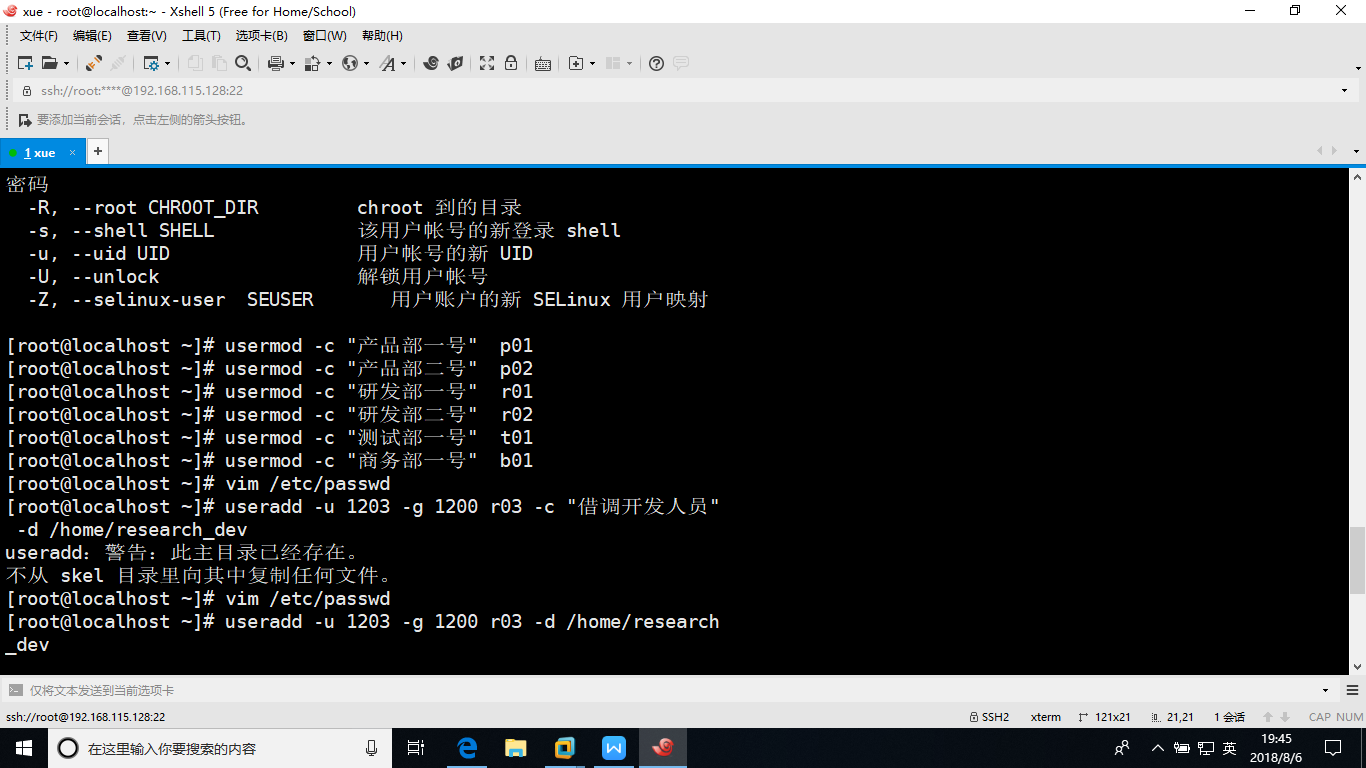 xue - root@localhost:~ - Xshell 5 (Free for Home/School)
文件(F) 编辑(E) 查看(V) 工具(T) 选项卡(B) 窗口(W) 帮助(H)
ssh://root:****@192.168.115.128:22
要添加当前会话，点击左侧的箭头按钮。
1 xue × +
密码
-R, --root CHROOT_DIR chroot 到的目录
-s, --shell SHELL 该用户帐号的新登录 shell
-u, --uid UID 用户帐号的新 UID
-U, --unlock 解锁用户帐号
-Z, --selinux-user SEUSER 用户账户的新 SELinux 用户映射
[root@localhost ~]# usermod -c "产品部一号" p01
[root@localhost ~]# usermod -c "产品部二号" p02
[root@localhost ~]# usermod -c "研发部一号" r01
[root@localhost ~]# usermod -c "研发部二号" r02
[root@localhost ~]# usermod -c "测试部一号" t01
[root@localhost ~]# usermod -c "商务部一号" b01
[root@localhost ~]# vim /etc/passwd
[root@localhost ~]# useradd -u 1203 -g 1200 r03 -c "借调开发人员"
-d /home/research_dev
useradd：警告：此主目录已经存在。
不从 skel 目录里向其中复制任何文件。
[root@localhost ~]# vim /etc/passwd
[root@localhost ~]# useradd -u 1203 -g 1200 r03 -d /home/research
_dev
仅将文本发送到当前选项卡
ssh://root@192.168.115.128:22 SSH2 xterm 121x21 21,21 1 会话 CAP NUM
在这里输入你要搜索的内容 英 19:45
2018/8/6